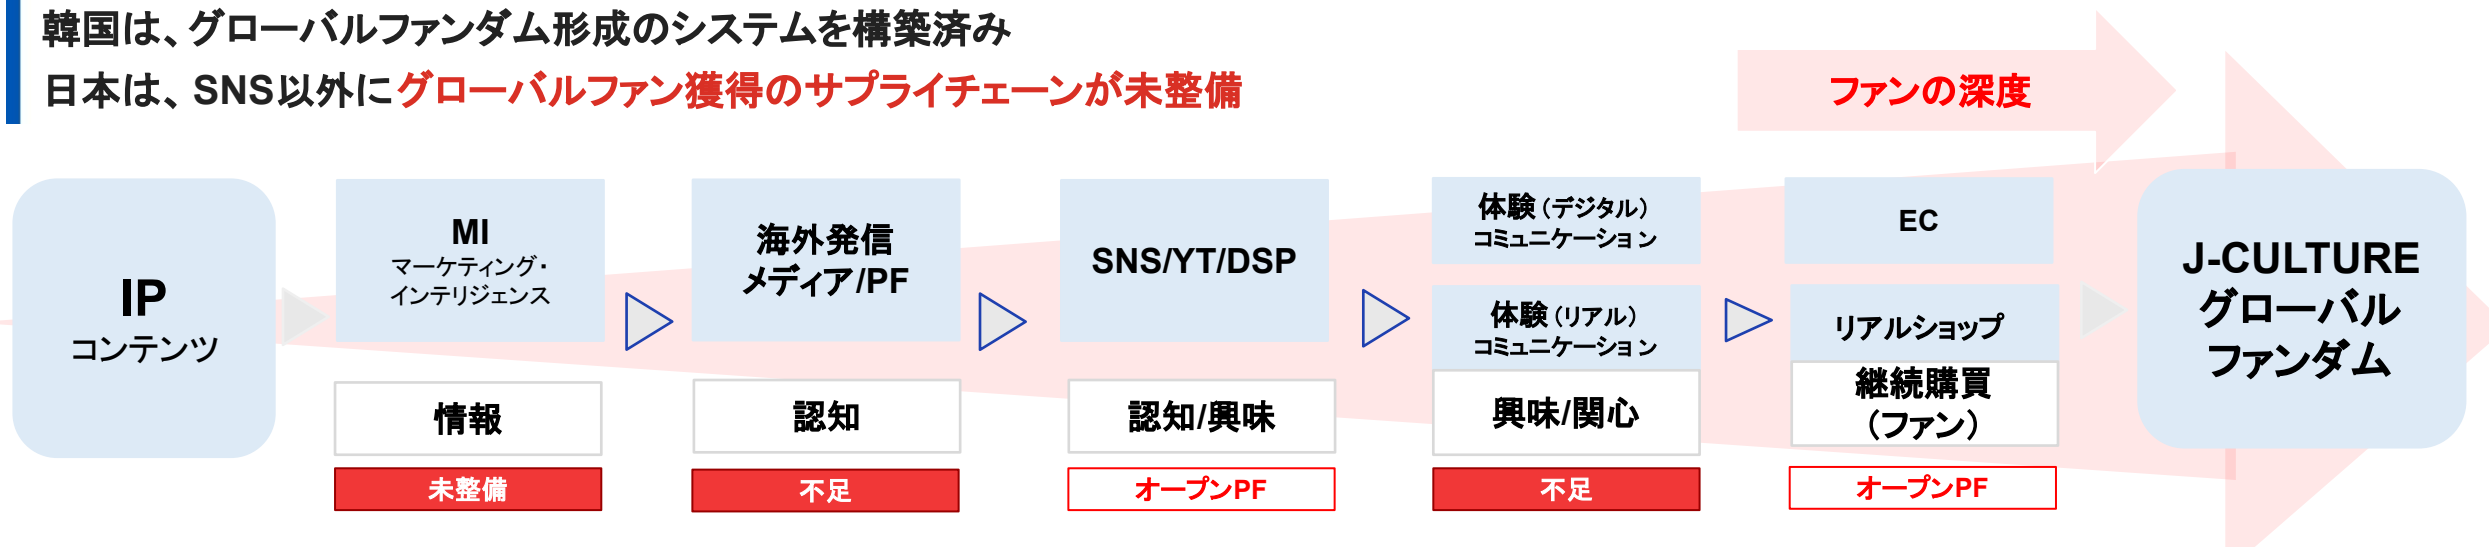 韓国は、グローバルファンダム形成のシステムを構築済み
日本は、SNS以外にグローバルファン獲得のサプライチェーンが未整備
ファンの深度
IP
コンテンツ
MI
マーケティング・
インテリジェンス
情報
未整備
海外発信
メディア/PF
認知
不足
SNS/YT/DSP
認知/興味
オープンPF
体験（デジタル）
コミュニケーション
体験（リアル）
コミュニケーション
興味/関心
不足
EC
リアルショップ
継続購買
（ファン）
オープンPF
J-CULTURE
グローバル
ファンダム